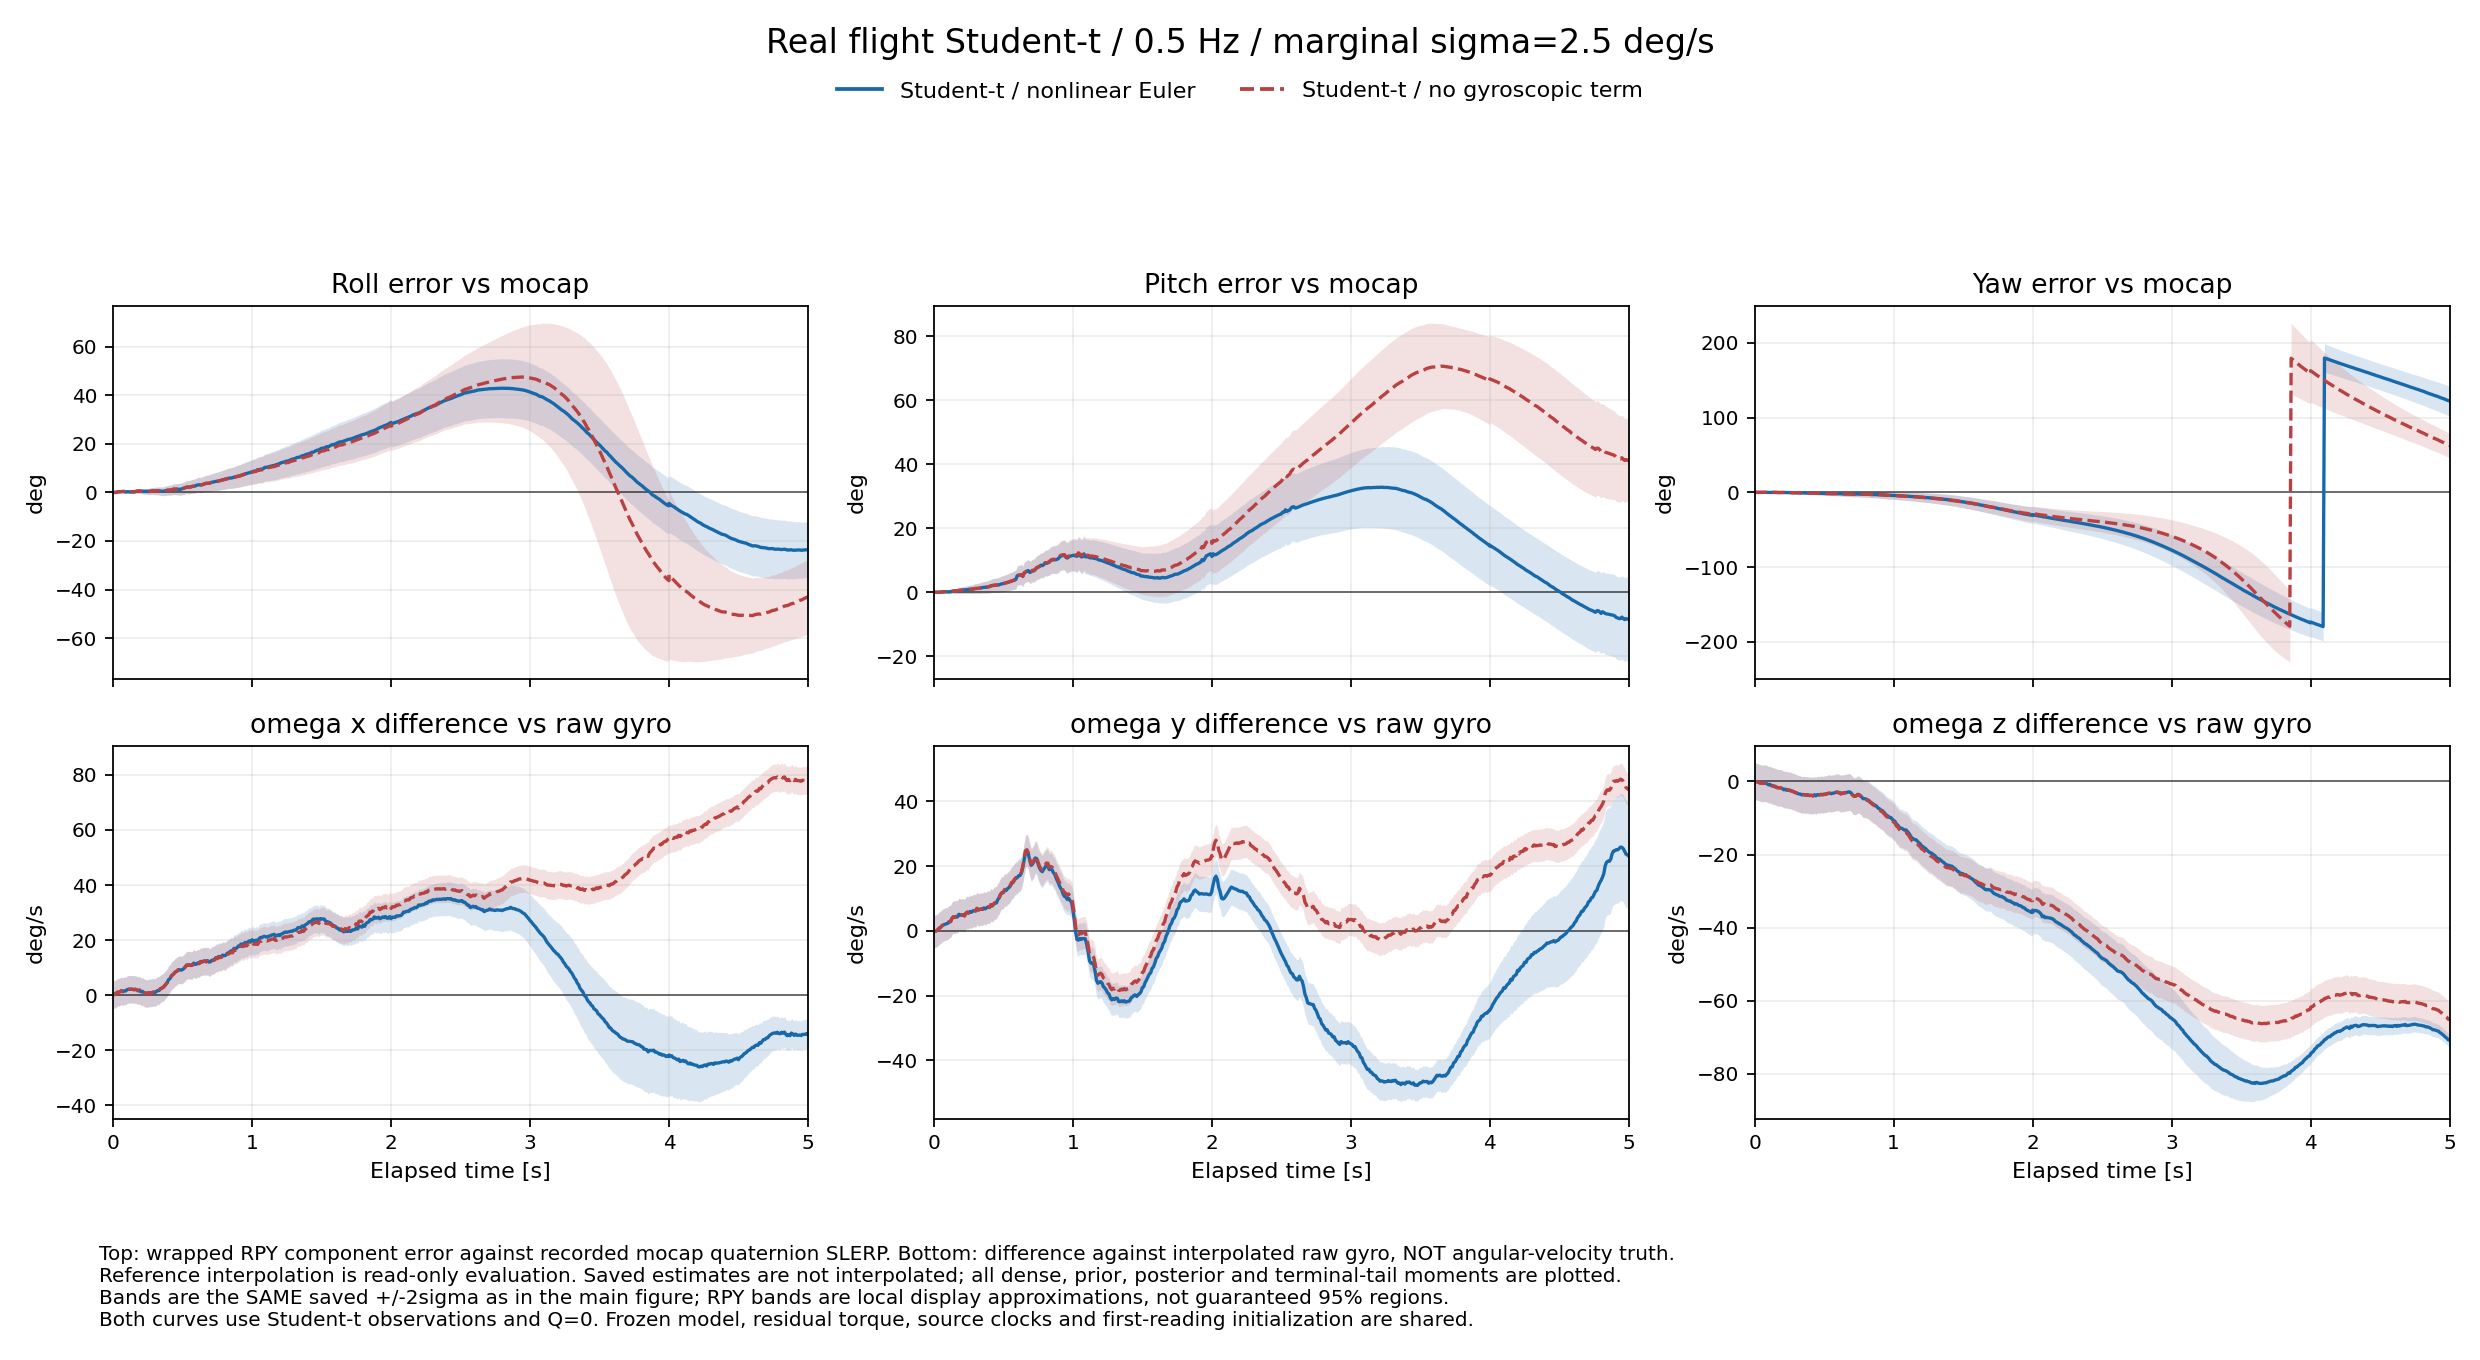 Real flight Student-t / 0.5 Hz / marginal sigma=2.5 deg/s
Student-t / nonlinear Euler
Student-t / no gyroscopic term
Roll error vs mocap
Pitch error vs mocap
Yaw error vs mocap
deg
60
40
20
0
−20
−40
−60
deg
80
60
40
20
0
−20
deg
200
100
0
−100
−200
omega x difference vs raw gyro
omega y difference vs raw gyro
omega z difference vs raw gyro
deg/s
80
60
40
20
0
−20
−40
0 1 2 3 4 5
Elapsed time [s]
deg/s
40
20
0
−20
−40
0 1 2 3 4 5
Elapsed time [s]
deg/s
0
−20
−40
−60
−80
0 1 2 3 4 5
Elapsed time [s]
Top: wrapped RPY component error against recorded mocap quaternion SLERP. Bottom: difference against interpolated raw gyro, NOT angular-velocity truth.
Reference interpolation is read-only evaluation. Saved estimates are not interpolated; all dense, prior, posterior and terminal-tail moments are plotted.
Bands are the SAME saved +/-2sigma as in the main figure; RPY bands are local display approximations, not guaranteed 95% regions.
Both curves use Student-t observations and Q=0. Frozen model, residual torque, source clocks and first-reading initialization are shared.